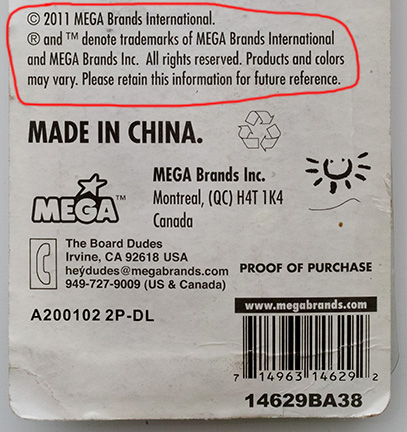 © 2011 MEGA Brands International.
® and ™ denote trademarks of MEGA Brands International
and MEGA Brands Inc. All rights reserved. Products and colors
may vary. Please retain this information for future reference.
MADE IN CHINA.
MEGA™
MEGA Brands Inc.
Montreal, (QC) H4T 1K4
Canada
The Board Dudes
Irvine, CA 92618 USA
heydudes@megabrands.com
949-727-9009 (US & Canada)
PROOF OF PURCHASE
A200102 2P-DL
www.megabrands.com
7 14963 14629 2
14629BA38